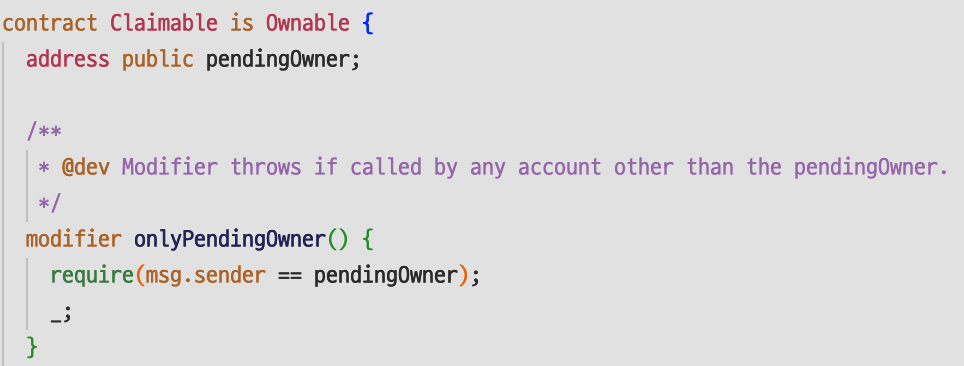 contract Claimable is Ownable {
address public pendingOwner;
/**
* @dev Modifier throws if called by any account other than the pendingOwner.
*/
modifier onlyPendingOwner() {
require(msg.sender == pendingOwner);
_;
}